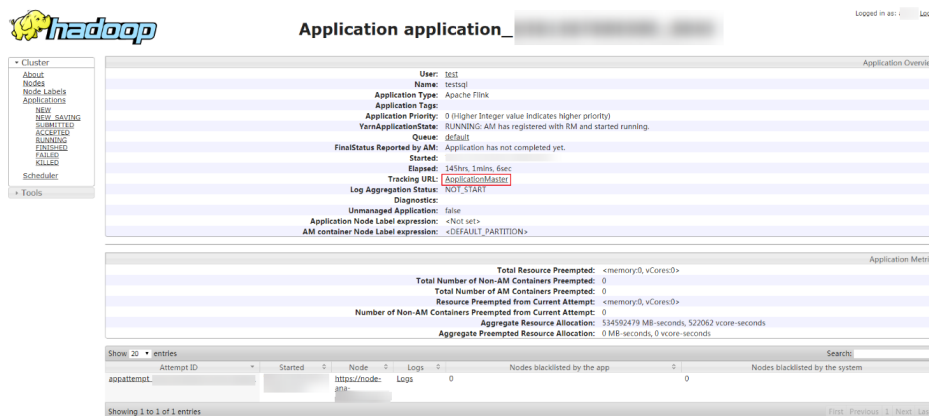 Logged in as:
hadoop
Application application_
Cluster
About
Nodes
Node Labels
Applications
NEW
NEW_SAVING
SUBMITTED
ACCEPTED
RUNNING
FINISHED
FAILED
KILLED
Scheduler
Tools
Application Overvie
User: test
Name: testsql
Application Type: Apache Flink
Application Tags:
Application Priority: 0 (Higher Integer value indicates higher priority)
YarnApplicationState: RUNNING: AM has registered with RM and started running.
Queue: default
FinalStatus Reported by AM: Application has not completed yet.
Started:
Elapsed: 145hrs, 1mins, 6sec
Tracking URL: ApplicationMaster
Log Aggregation Status: NOT_START
Diagnostics:
Unmanaged Application: false
Application Node Label expression: <Not set>
AM container Node Label expression: <DEFAULT_PARTITION>
Application Metri
Total Resource Preempted: <memory:0, vCores:0>
Total Number of Non-AM Containers Preempted: 0
Total Number of AM Containers Preempted: 0
Resource Preempted from Current Attempt: <memory:0, vCores:0>
Number of Non-AM Containers Preempted from Current Attempt: 0
Aggregate Resource Allocation: 534592479 MB-seconds, 522062 vcore-seconds
Aggregate Preempted Resource Allocation: 0 MB-seconds, 0 vcore-seconds
Show 20 entries Search:
Attempt ID Started Node Logs Nodes blacklisted by the app Nodes blacklisted by the system
appattempt_ https://node- Logs 0 0
ana-
Showing 1 to 1 of 1 entries First Previous 1 Next Las